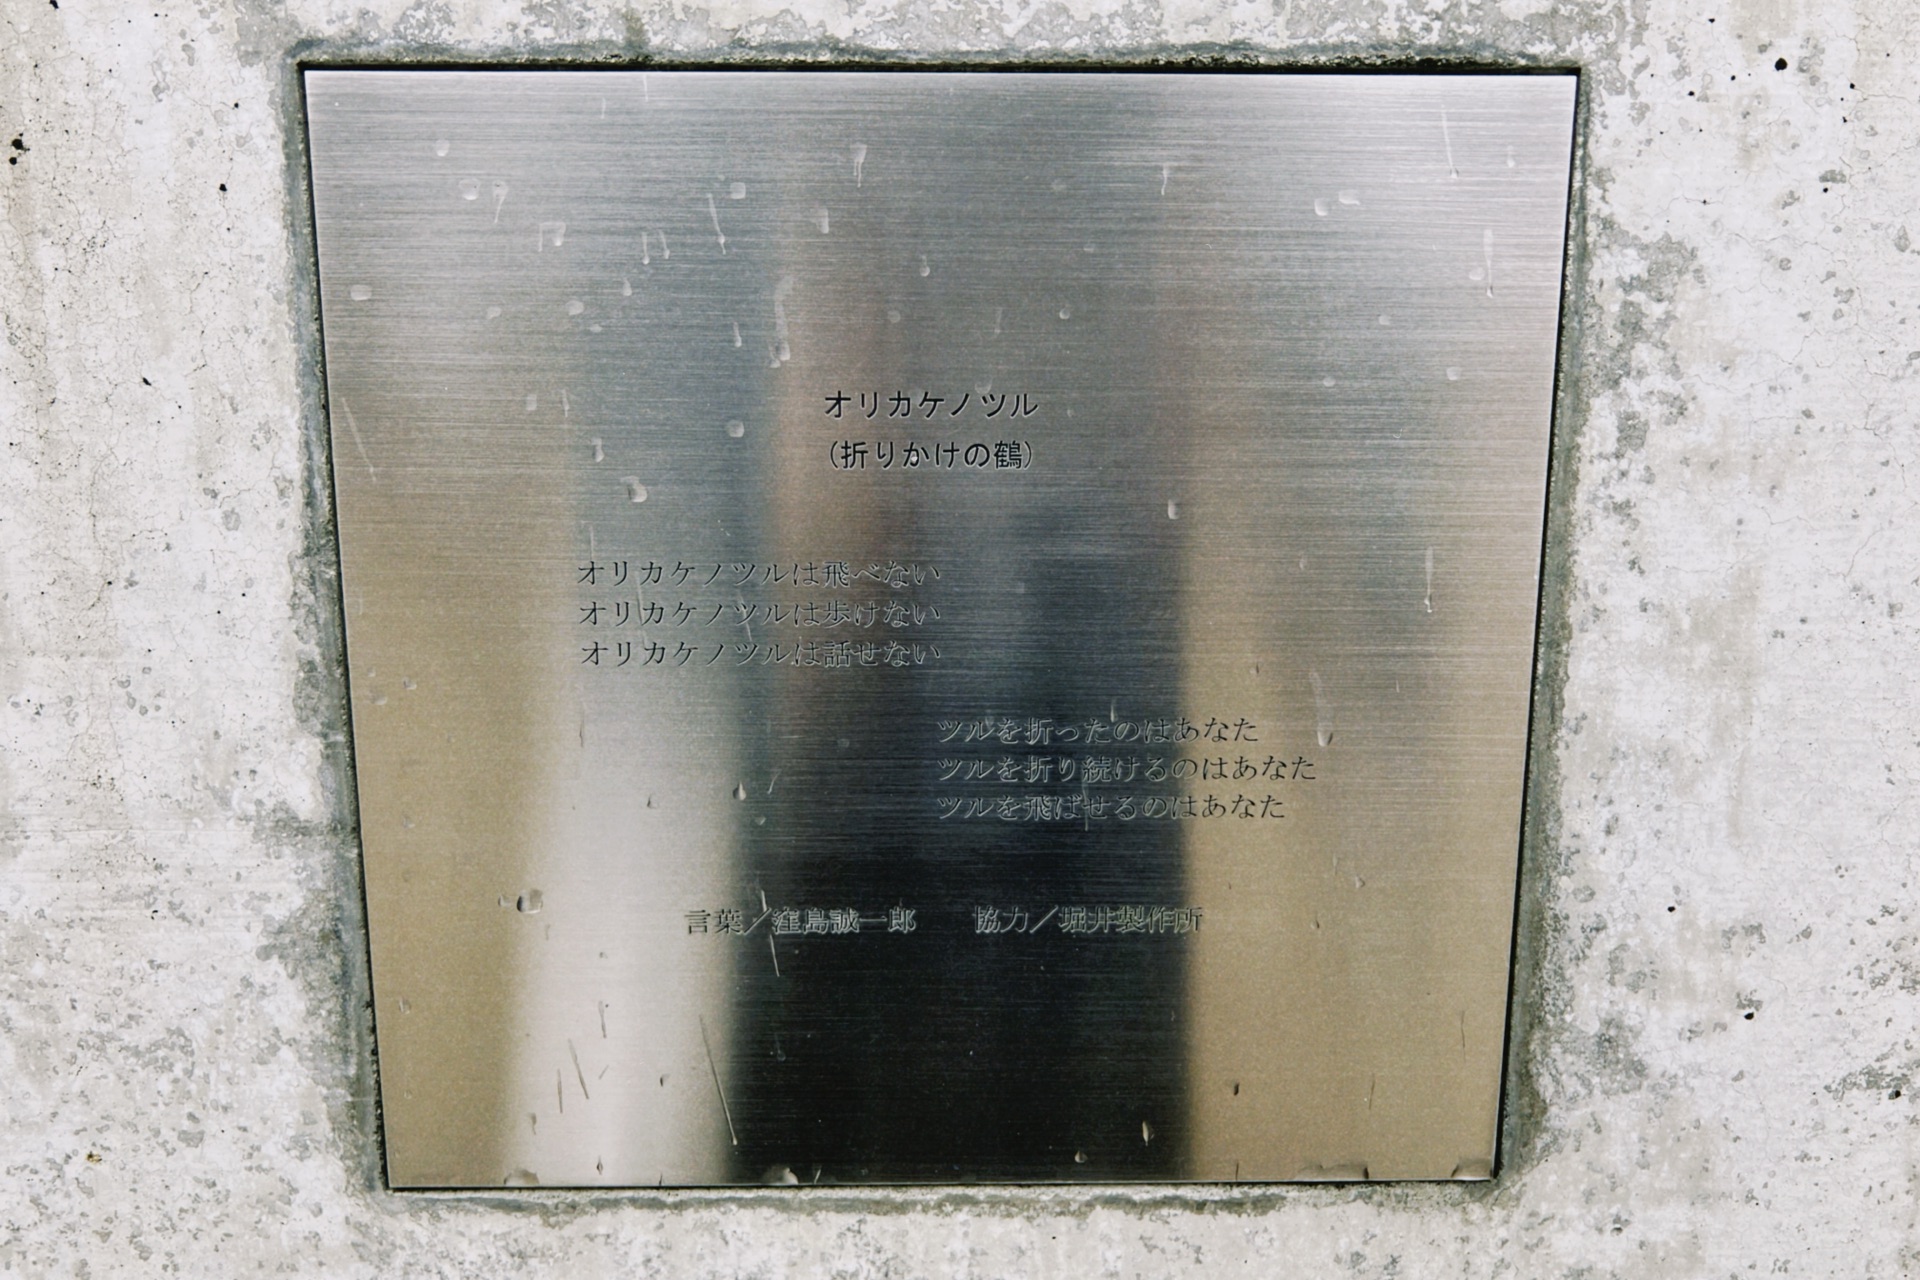 オリカケノツル
(折りかけの鶴)
オリカケノツルは飛べない
オリカケノツルは歩けない
オリカケノツルは話せない
ツルを折ったのはあなた
ツルを折り続けるのはあなた
ツルを飛ばせるのはあなた
言葉／窪島誠一郎　　協力／堀井製作所